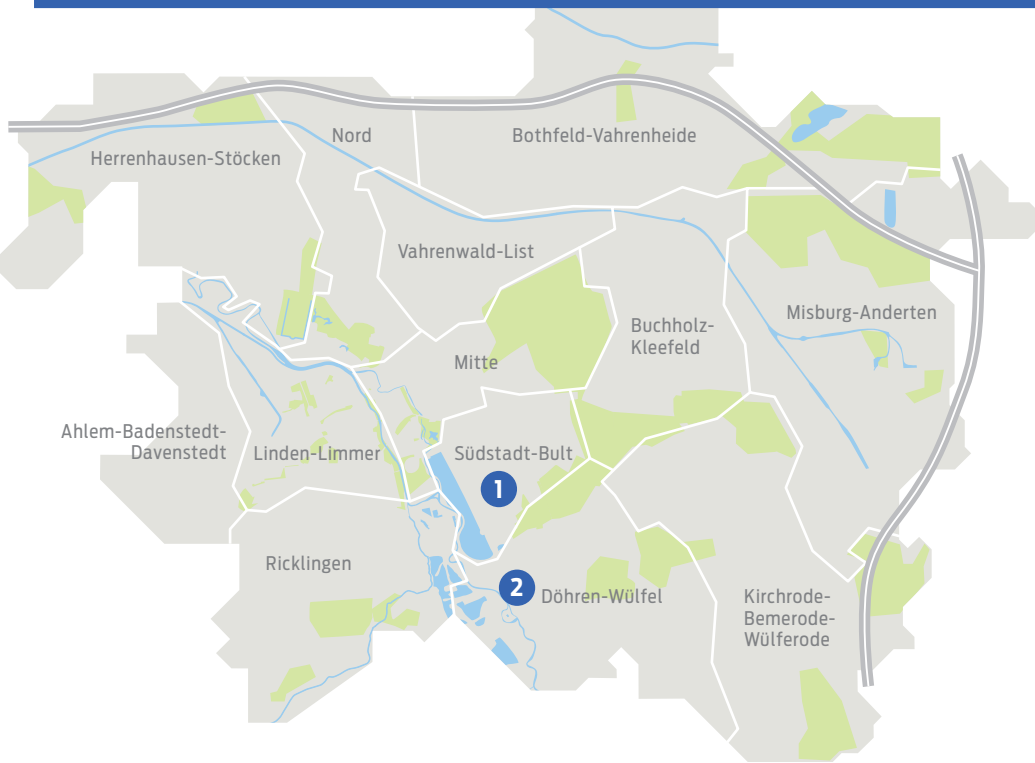 Nord
Bothfeld-Vahrenheide
Herrenhausen-Stöcken
Vahrenwald-List
Misburg-Anderten
Buchholz-
Kleefeld
Mitte
Ahlem-Badenstedt-
Davenstedt
Linden-Limmer
Südstadt-Bult
1
Ricklingen
2
Döhren-Wülfel
Kirchrode-
Bemerode-
Wülferode